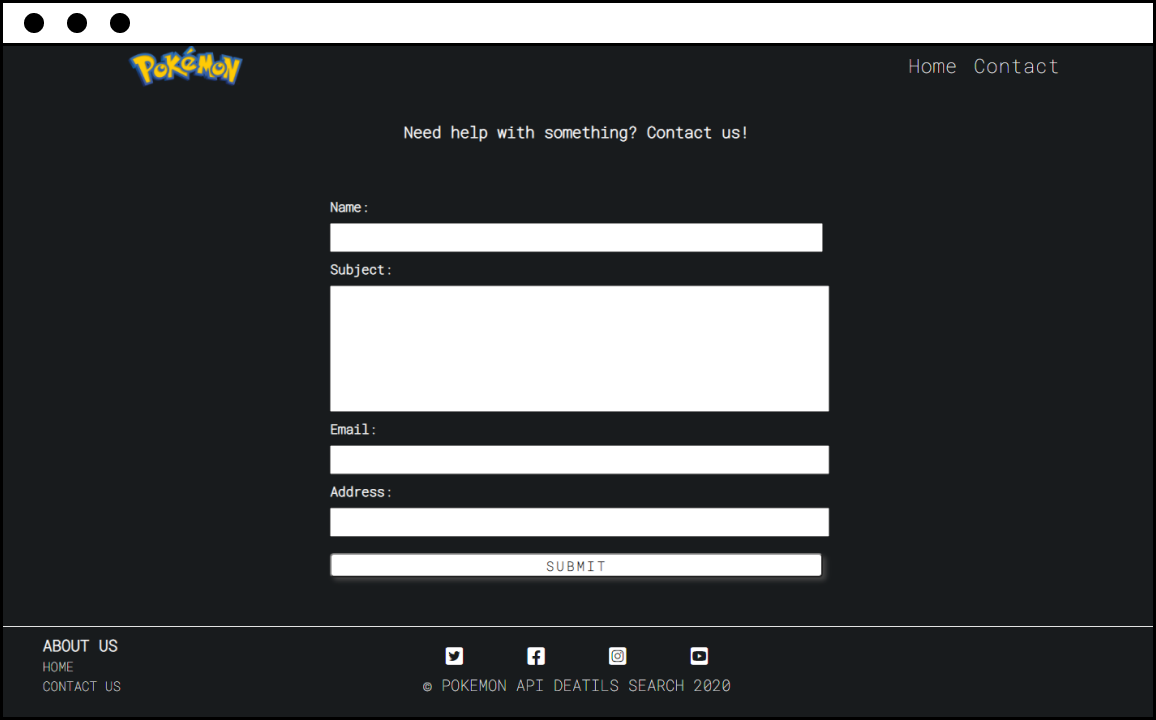 POKéMON
Home Contact
Need help with something? Contact us!
Name:
Subject:
Email:
Address:
SUBMIT
ABOUT US
HOME
CONTACT US
© POKEMON API DEATILS SEARCH 2020